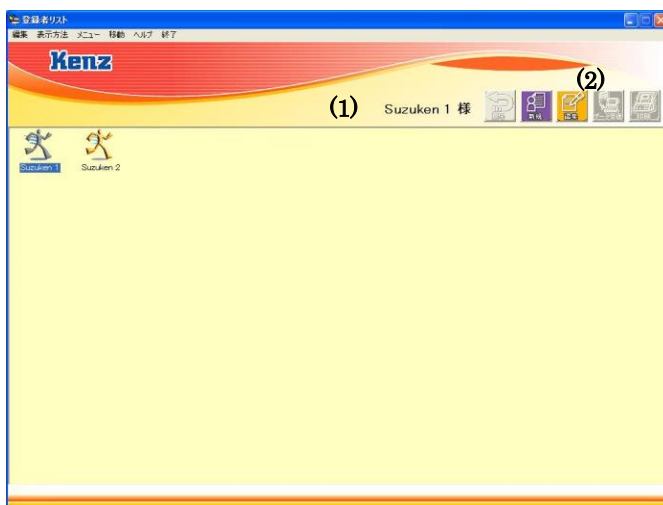 登録者リスト
編集 表示方法 メニュー 移動 ヘルプ 終了
Kenz
(2)
(1) Suzuken 1 様
新規 編集
Suzuken 1 Suzuken 2